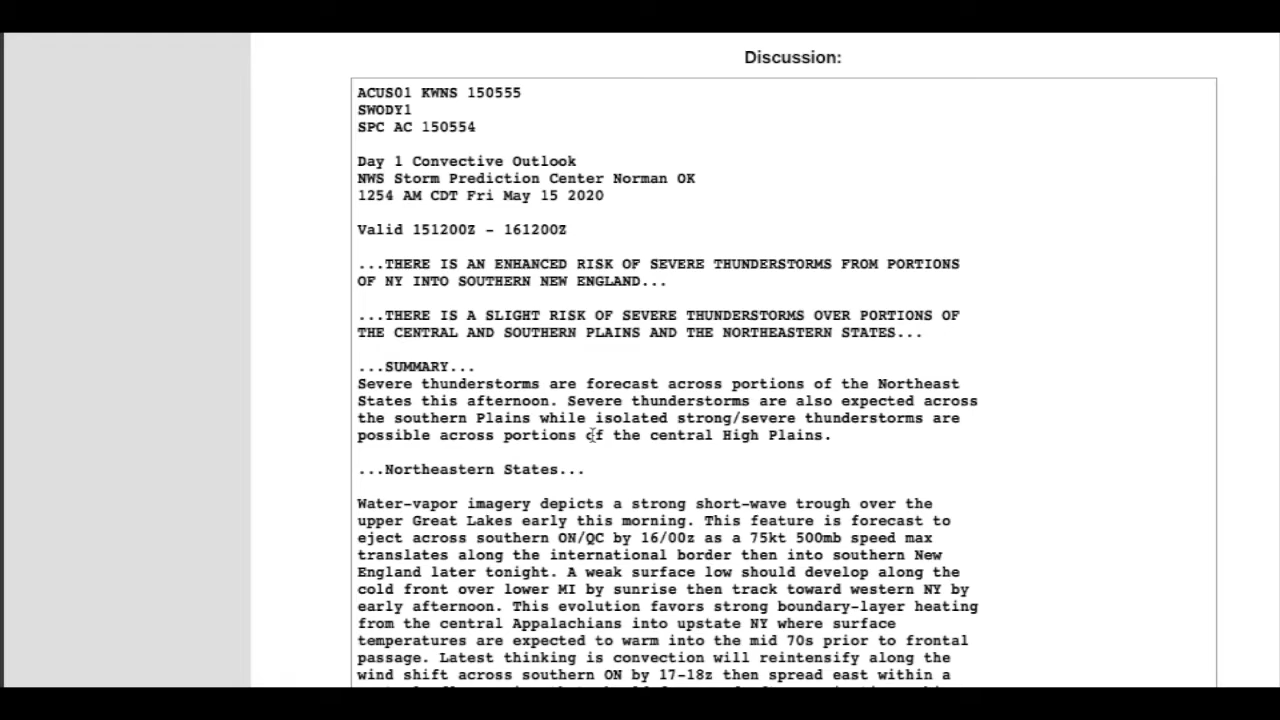 Discussion:
ACUS01 KWNS 150555
SWODY1
SPC AC 150554
Day 1 Convective Outlook
NWS Storm Prediction Center Norman OK
1254 AM CDT Fri May 15 2020
Valid 151200Z - 161200Z
...THERE IS AN ENHANCED RISK OF SEVERE THUNDERSTORMS FROM PORTIONS
OF NY INTO SOUTHERN NEW ENGLAND...
...THERE IS A SLIGHT RISK OF SEVERE THUNDERSTORMS OVER PORTIONS OF
THE CENTRAL AND SOUTHERN PLAINS AND THE NORTHEASTERN STATES...
...SUMMARY...
Severe thunderstorms are forecast across portions of the Northeast
States this afternoon. Severe thunderstorms are also expected across
the southern Plains while isolated strong/severe thunderstorms are
possible across portions of the central High Plains.
...Northeastern States...
Water-vapor imagery depicts a strong short-wave trough over the
upper Great Lakes early this morning. This feature is forecast to
eject across southern ON/QC by 16/00z as a 75kt 500mb speed max
translates along the international border then into southern New
England later tonight. A weak surface low should develop along the
cold front over lower MI by sunrise then track toward western NY by
early afternoon. This evolution favors strong boundary-layer heating
from the central Appalachians into upstate NY where surface
temperatures are expected to warm into the mid 70s prior to frontal
passage. Latest thinking is convection will reintensify along the
wind shift across southern ON by 17-18z then spread east within a